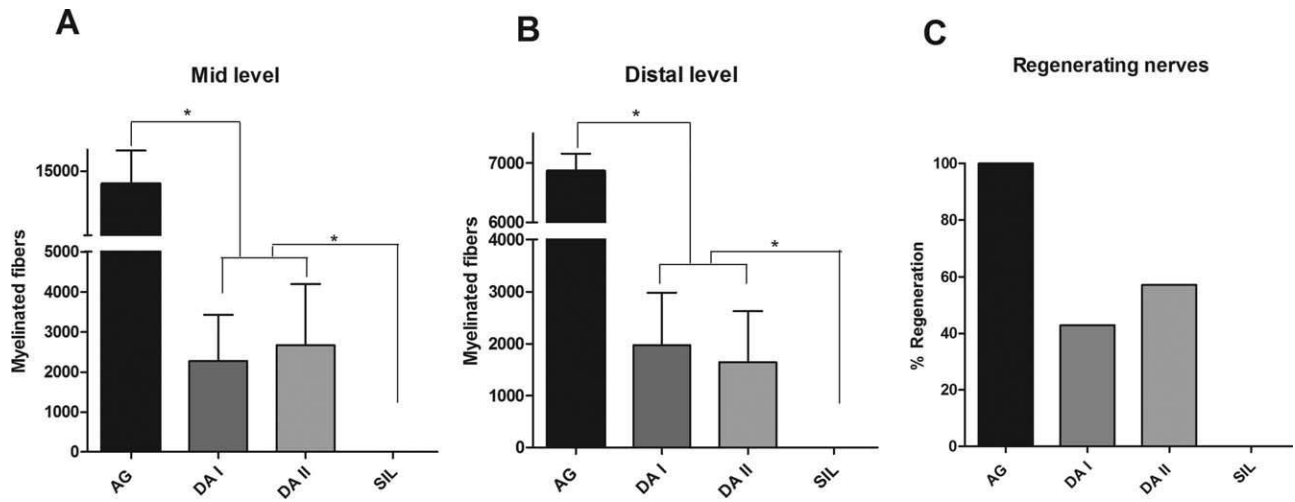 A
Mid level
*
*
Myelinated fibers
15000
5000
4000
3000
2000
1000
0
AG
DA I
DA II
SIL
B
Distal level
*
*
Myelinated fibers
7000
6000
4000
3000
2000
1000
0
AG
DA I
DA II
SIL
C
Regenerating nerves
% Regeneration
100
80
60
40
20
0
AG
DA I
DA II
SIL